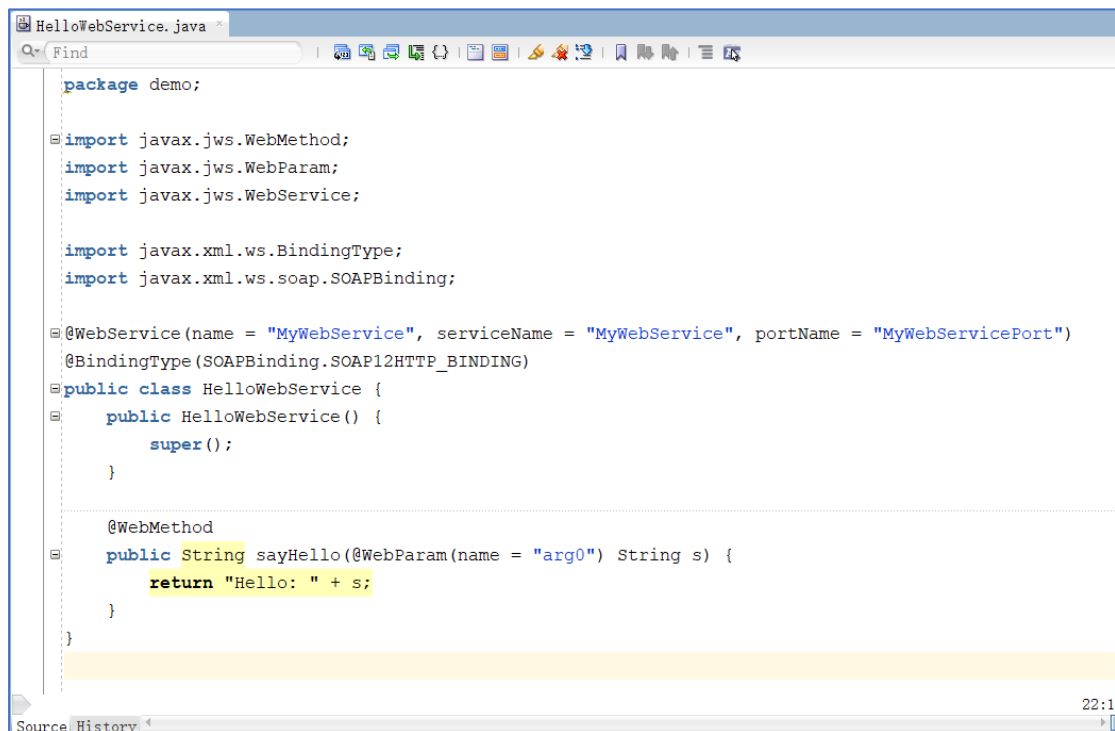 HelloWebService.java
Find
package demo;
import javax.jws.WebMethod;
import javax.jws.WebParam;
import javax.jws.WebService;
import javax.xml.ws.BindingType;
import javax.xml.ws.soap.SOAPBinding;
@WebService(name = "MyWebService", serviceName = "MyWebService", portName = "MyWebServicePort")
@BindingType(SOAPBinding.SOAP12HTTP_BINDING)
public class HelloWebService {
    public HelloWebService() {
        super();
    }
    @WebMethod
    public String sayHello(@WebParam(name = "arg0") String s) {
        return "Hello: " + s;
    }
}
22:1
Source History